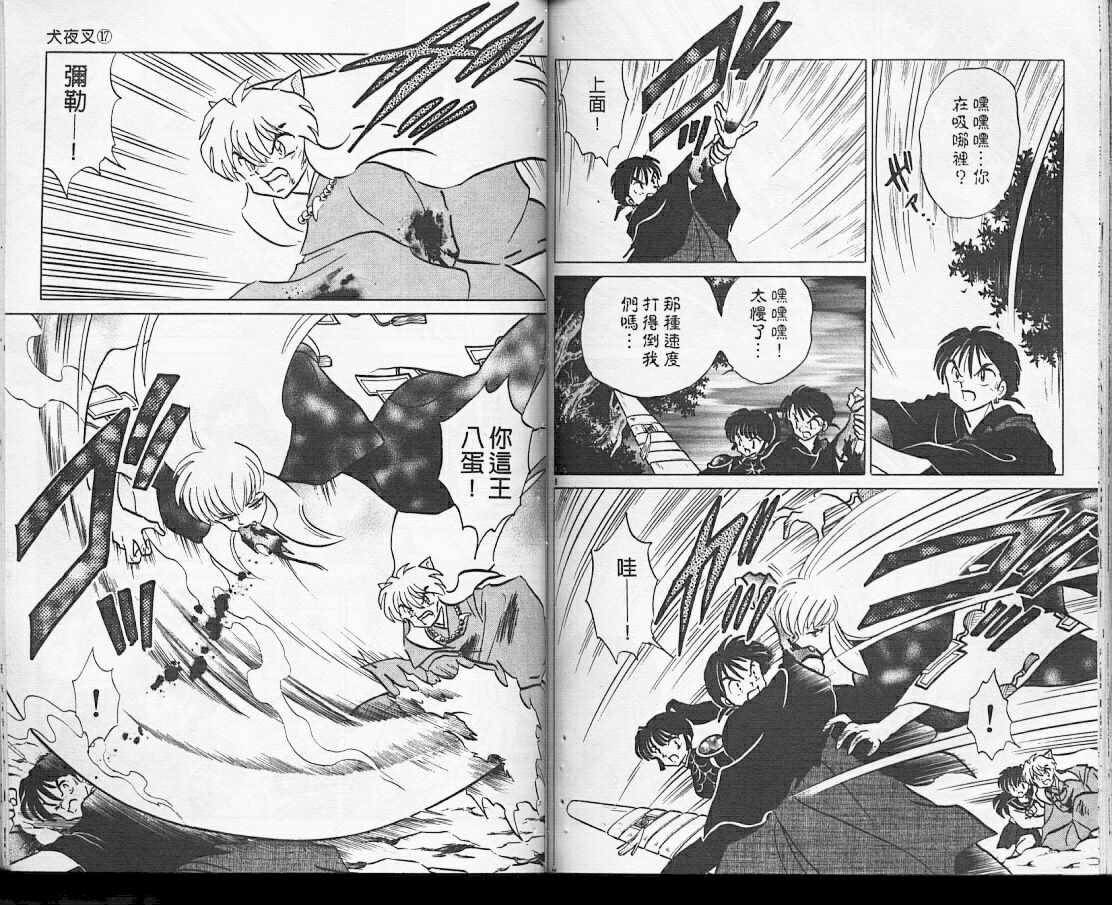 嘿嘿嘿…你
在吸哪裡？
上面！
嘿嘿嘿！
太慢了…
那種速度
打得倒我
們嗎…
哇
——！
！
犬夜叉⑰
彌勒——！
你這王
八蛋！
！